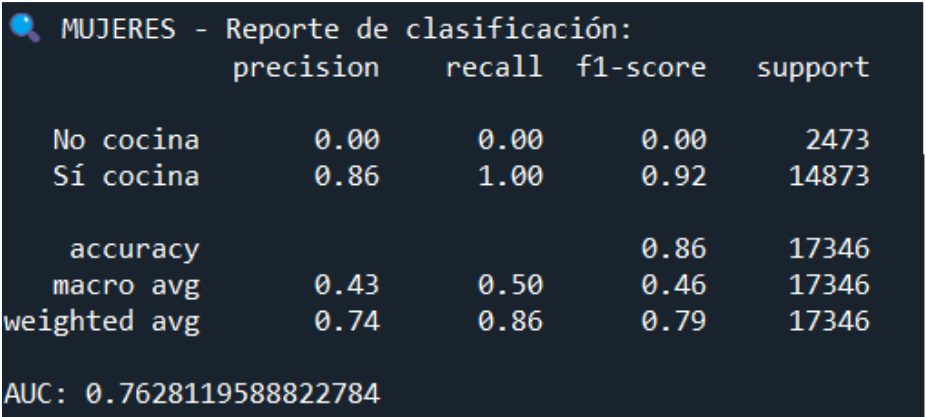 🔍 MUJERES - Reporte de clasificación:
precision recall f1-score support
No cocina 0.00 0.00 0.00 2473
Sí cocina 0.86 1.00 0.92 14873
accuracy 0.86 17346
macro avg 0.43 0.50 0.46 17346
weighted avg 0.74 0.86 0.79 17346
AUC: 0.7628119588822784